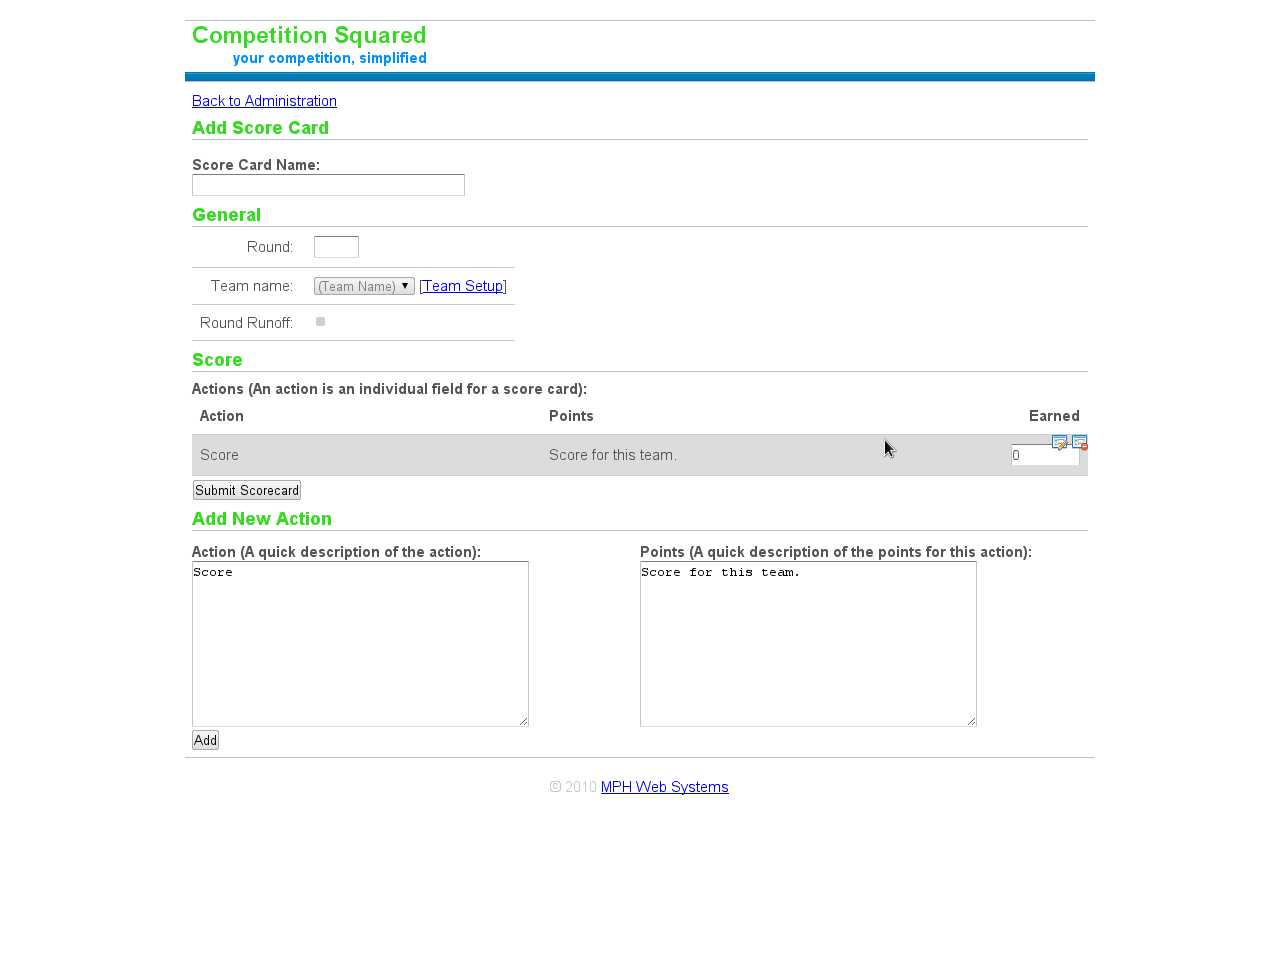 Competition Squared
your competition, simplified
Back to Administration
Add Score Card
Score Card Name:
General
Round:
Team name: (Team Name) [Team Setup]
Round Runoff:
Score
Actions (An action is an individual field for a score card):
Action Points Earned
Score Score for this team. 0
Submit Scorecard
Add New Action
Action (A quick description of the action): Points (A quick description of the points for this action):
Score Score for this team.
Add
© 2010 MPH Web Systems